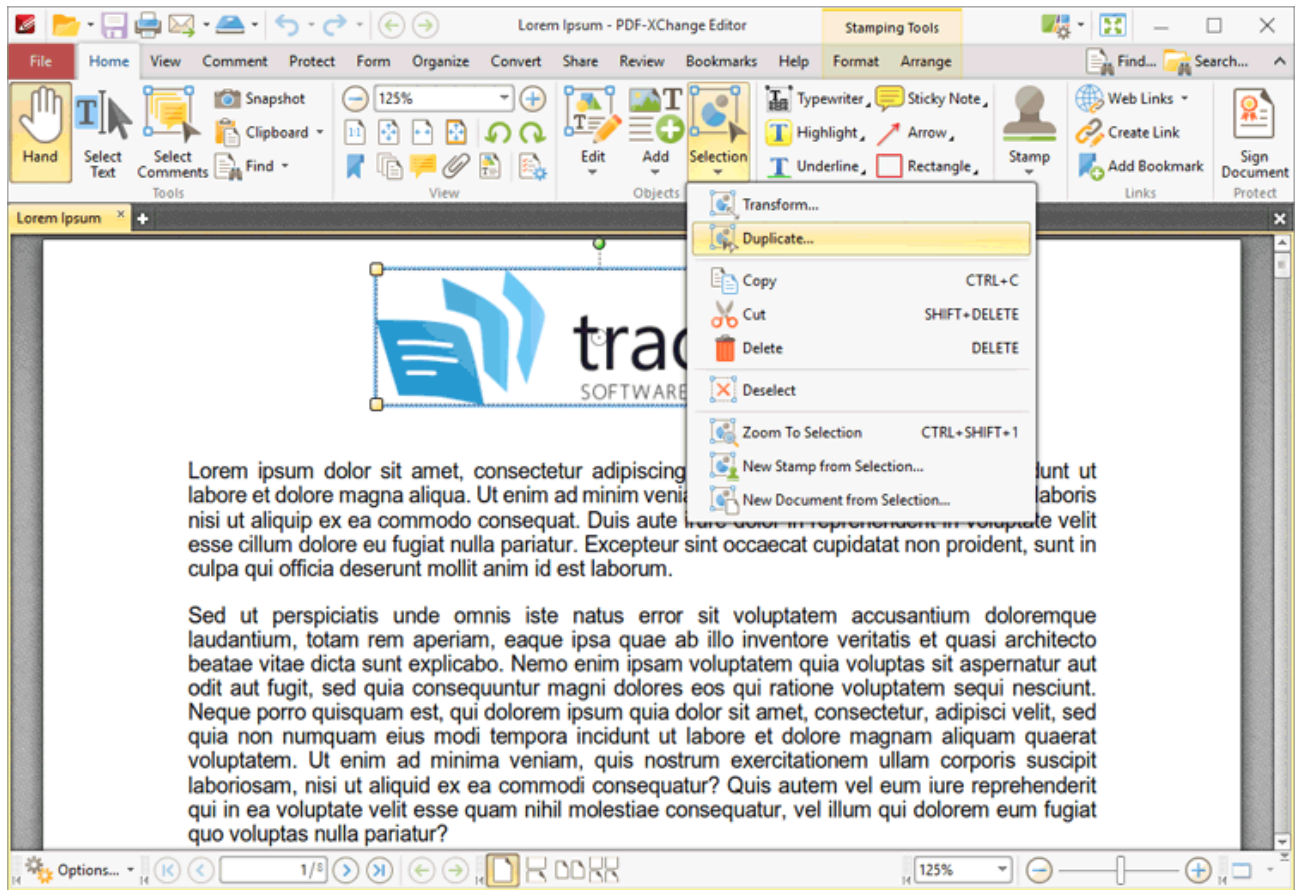 Lorem Ipsum - PDF-XChange Editor
Stamping Tools
File Home View Comment Protect Form Organize Convert Share Review Bookmarks Help Format Arrange Find... Search...
Hand
Select Text
Select Comments
Snapshot
Clipboard
Find
Tools
125%
1:1
View
Edit
Add
Objects
Selection
Typewriter
Highlight
Underline
Sticky Note
Arrow
Rectangle
Stamp
Web Links
Create Link
Add Bookmark
Links
Sign Document
Protect
Lorem Ipsum
Transform...
Duplicate...
Copy CTRL+C
Cut SHIFT+DELETE
Delete DELETE
Deselect
Zoom To Selection CTRL+SHIFT+1
New Stamp from Selection...
New Document from Selection...
trac
SOFTWARE
Lorem ipsum dolor sit amet, consectetur adipiscing dunt ut
labore et dolore magna aliqua. Ut enim ad minim venia laboris
nisi ut aliquip ex ea commodo consequat. Duis aute irure dolor in reprehenderit in voluptate velit
esse cillum dolore eu fugiat nulla pariatur. Excepteur sint occaecat cupidatat non proident, sunt in
culpa qui officia deserunt mollit anim id est laborum.
Sed ut perspiciatis unde omnis iste natus error sit voluptatem accusantium doloremque
laudantium, totam rem aperiam, eaque ipsa quae ab illo inventore veritatis et quasi architecto
beatae vitae dicta sunt explicabo. Nemo enim ipsam voluptatem quia voluptas sit aspernatur aut
odit aut fugit, sed quia consequuntur magni dolores eos qui ratione voluptatem sequi nesciunt.
Neque porro quisquam est, qui dolorem ipsum quia dolor sit amet, consectetur, adipisci velit, sed
quia non numquam eius modi tempora incidunt ut labore et dolore magnam aliquam quaerat
voluptatem. Ut enim ad minima veniam, quis nostrum exercitationem ullam corporis suscipit
laboriosam, nisi ut aliquid ex ea commodi consequatur? Quis autem vel eum iure reprehenderit
qui in ea voluptate velit esse quam nihil molestiae consequatur, vel illum qui dolorem eum fugiat
quo voluptas nulla pariatur?
Options... 1/8 125%